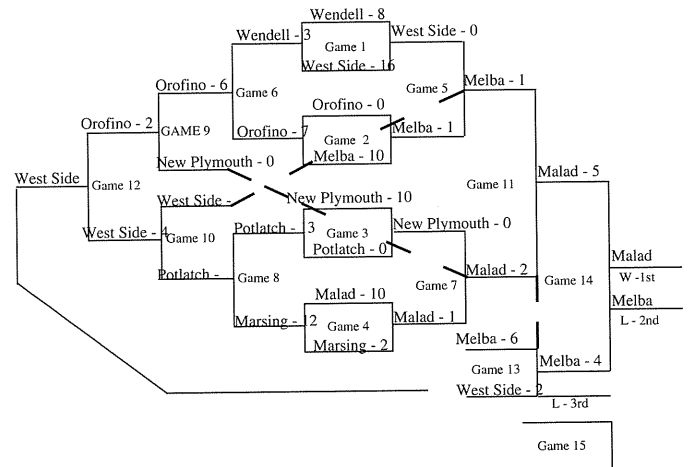 Wendell - 8
Wendell - 3
West Side - 0
Game 1
West Side - 16
Orofino - 6
Game 6
Game 5
Melba - 1
Orofino - 0
Orofino - 2
GAME 9
Orofino - 7
Game 2
Melba - 1
New Plymouth - 0
Melba - 10
Malad - 5
West Side
Game 12
Game 11
West Side -
New Plymouth - 10
West Side - 4
Game 10
Potlatch - 3
Game 3
New Plymouth - 0
Potlatch - 0
Malad
Potlatch -
Game 8
Game 7
Malad - 2
Game 14
W -1st
Malad - 10
Melba
Marsing - 12
Game 4
Malad - 1
L - 2nd
Marsing - 2
Melba - 6
Game 13
Melba - 4
West Side - 2
L - 3rd
Game 15